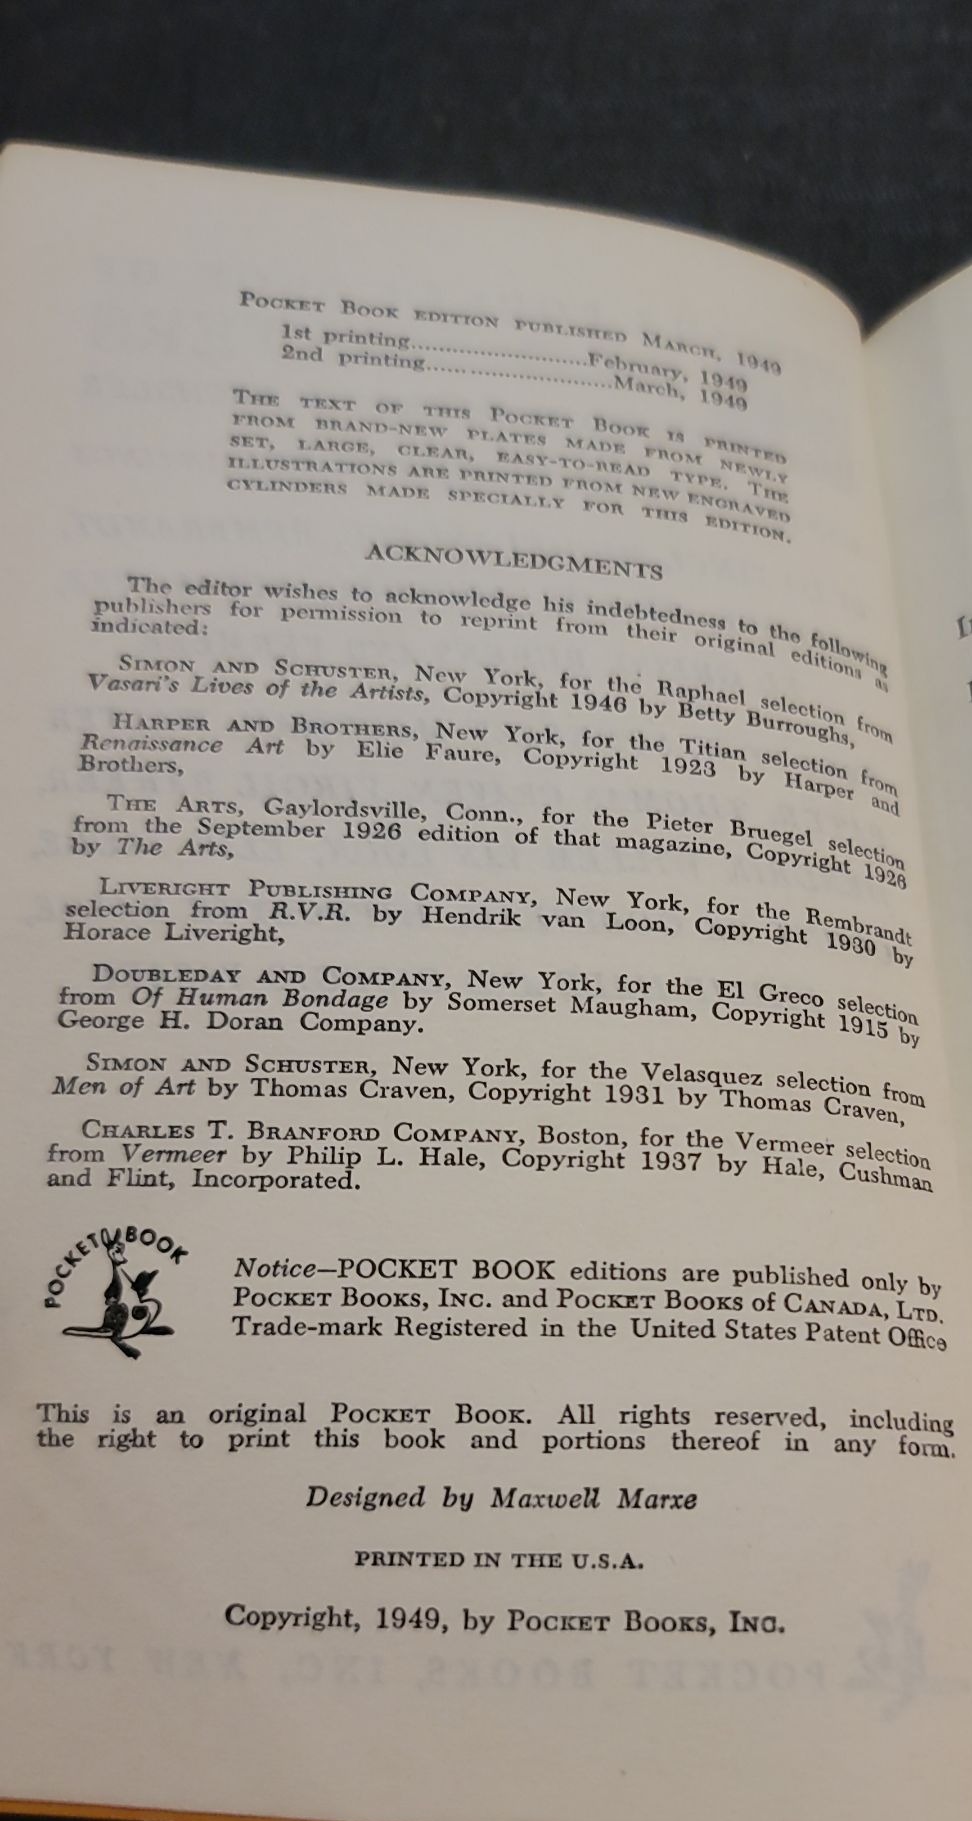 POCKET BOOK EDITION PUBLISHED MARCH, 1949
1st printing..............................February, 1949
2nd printing..............................March, 1949
THE TEXT OF THIS POCKET BOOK IS PRINTED
FROM BRAND-NEW PLATES MADE FROM NEWLY
SET, LARGE, CLEAR, EASY-TO-READ TYPE. THE
ILLUSTRATIONS ARE PRINTED FROM NEW ENGRAVED
CYLINDERS MADE SPECIALLY FOR THIS EDITION.
ACKNOWLEDGMENTS
The editor wishes to acknowledge his indebtedness to the following
publishers for permission to reprint from their original editions as
indicated:
SIMON AND SCHUSTER, New York, for the Raphael selection from
Vasari's Lives of the Artists, Copyright 1946 by Betty Burroughs,
HARPER AND BROTHERS, New York, for the Titian selection from
Renaissance Art by Elie Faure, Copyright 1923 by Harper and
Brothers,
THE ARTS, Gaylordsville, Conn., for the Pieter Bruegel selection
from the September 1926 edition of that magazine, Copyright 1926
by The Arts,
LIVERIGHT PUBLISHING COMPANY, New York, for the Rembrandt
selection from R.V.R. by Hendrik van Loon, Copyright 1930 by
Horace Liveright,
DOUBLEDAY AND COMPANY, New York, for the El Greco selection
from Of Human Bondage by Somerset Maugham, Copyright 1915 by
George H. Doran Company.
SIMON AND SCHUSTER, New York, for the Velasquez selection from
Men of Art by Thomas Craven, Copyright 1931 by Thomas Craven,
CHARLES T. BRANFORD COMPANY, Boston, for the Vermeer selection
from Vermeer by Philip L. Hale, Copyright 1937 by Hale, Cushman
and Flint, Incorporated.
POCKET BOOK
Notice—POCKET BOOK editions are published only by
POCKET BOOKS, INC. and POCKET BOOKS of CANADA, LTD.
Trade-mark Registered in the United States Patent Office
This is an original POCKET BOOK. All rights reserved, including
the right to print this book and portions thereof in any form.
Designed by Maxwell Marxe
PRINTED IN THE U.S.A.
Copyright, 1949, by POCKET BOOKS, INC.